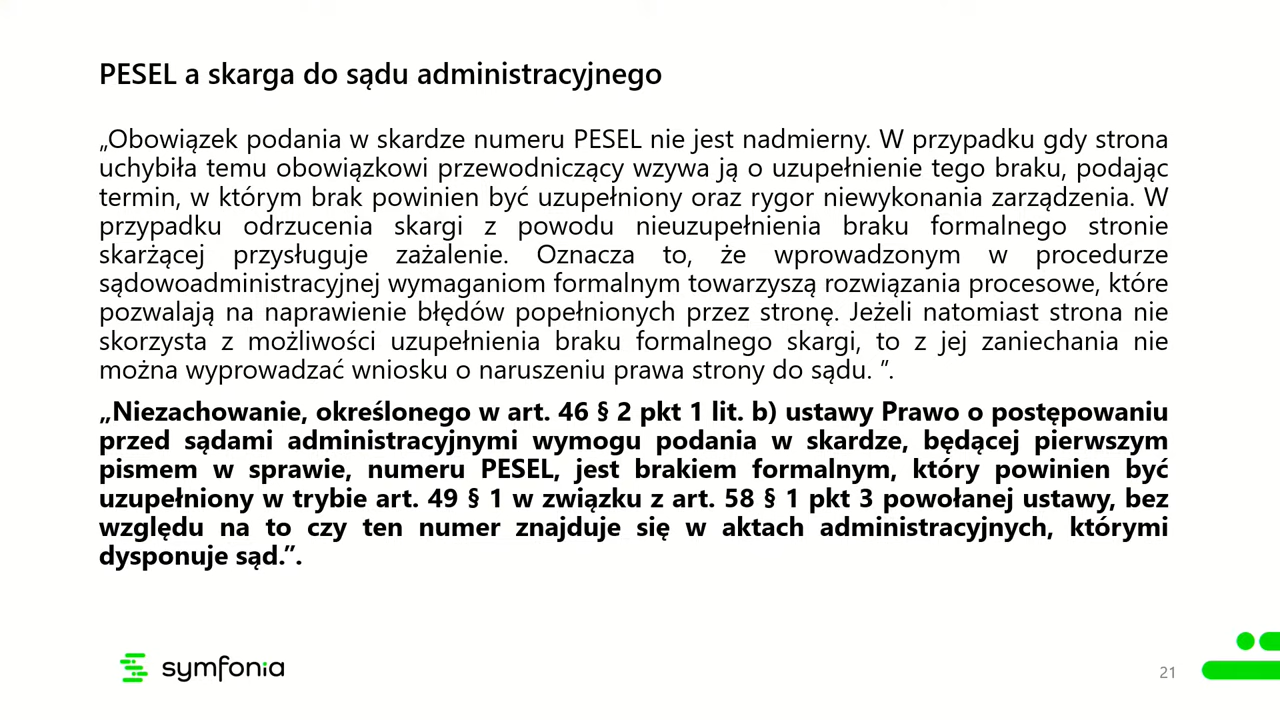 PESEL a skarga do sądu administracyjnego
„Obowiązek podania w skardze numeru PESEL nie jest nadmierny. W przypadku gdy strona
uchybiła temu obowiązkowi przewodniczący wzywa ją o uzupełnienie tego braku, podając
termin, w którym brak powinien być uzupełniony oraz rygor niewykonania zarządzenia. W
przypadku odrzucenia skargi z powodu nieuzupełnienia braku formalnego stronie
skarżącej przysługuje zażalenie. Oznacza to, że wprowadzonym w procedurze
sądowoadministracyjnej wymaganiom formalnym towarzyszą rozwiązania procesowe, które
pozwalają na naprawienie błędów popełnionych przez stronę. Jeżeli natomiast strona nie
skorzysta z możliwości uzupełnienia braku formalnego skargi, to z jej zaniechania nie
można wyprowadzać wniosku o naruszeniu prawa strony do sądu. ”.
„Niezachowanie, określonego w art. 46 § 2 pkt 1 lit. b) ustawy Prawo o postępowaniu
przed sądami administracyjnymi wymogu podania w skardze, będącej pierwszym
pismem w sprawie, numeru PESEL, jest brakiem formalnym, który powinien być
uzupełniony w trybie art. 49 § 1 w związku z art. 58 § 1 pkt 3 powołanej ustawy, bez
względu na to czy ten numer znajduje się w aktach administracyjnych, którymi
dysponuje sąd.”.
symfonia
21